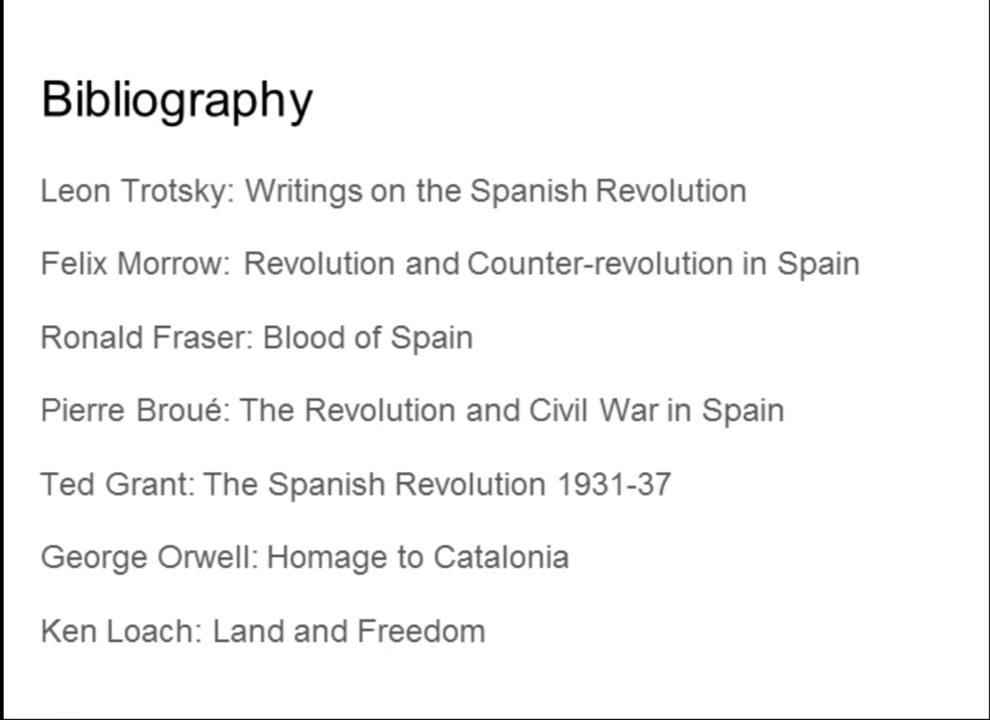 Bibliography
Leon Trotsky: Writings on the Spanish Revolution
Felix Morrow: Revolution and Counter-revolution in Spain
Ronald Fraser: Blood of Spain
Pierre Broué: The Revolution and Civil War in Spain
Ted Grant: The Spanish Revolution 1931-37
George Orwell: Homage to Catalonia
Ken Loach: Land and Freedom